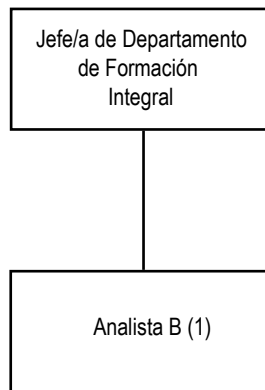 Jefe/a de Departamento
de Formación
Integral
Analista B (1)